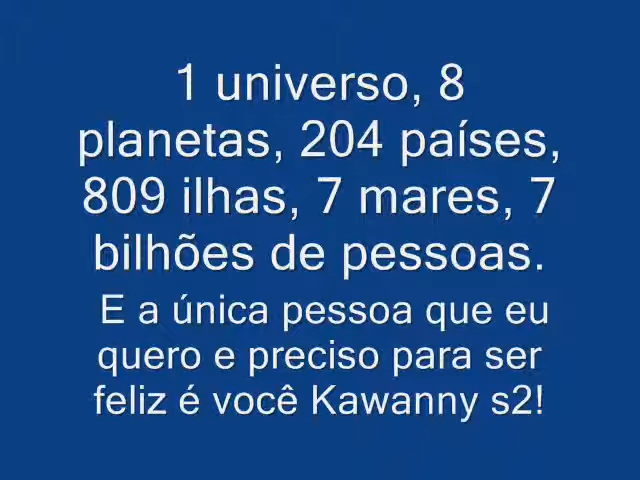 1 universo, 8
planetas, 204 países,
809 ilhas, 7 mares, 7
bilhões de pessoas.
E a única pessoa que eu
quero e preciso para ser
feliz é você Kawanny s2!